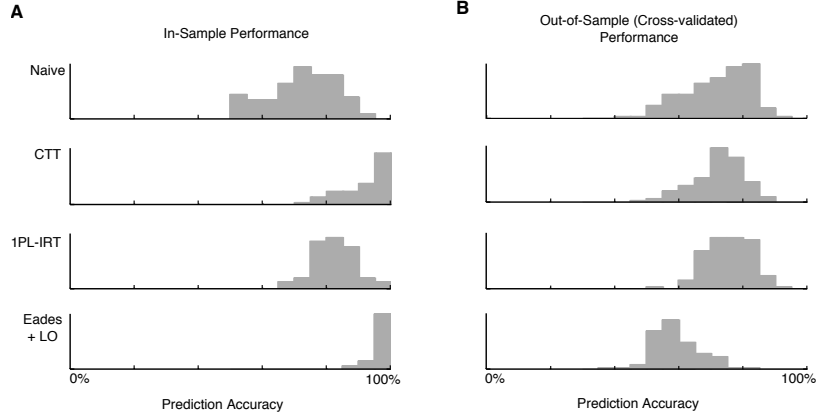 A
In-Sample Performance
Naive
CTT
1PL-IRT
Eades
+ LO
0%
100%
Prediction Accuracy
B
Out-of-Sample (Cross-validated)
Performance
0%
100%
Prediction Accuracy